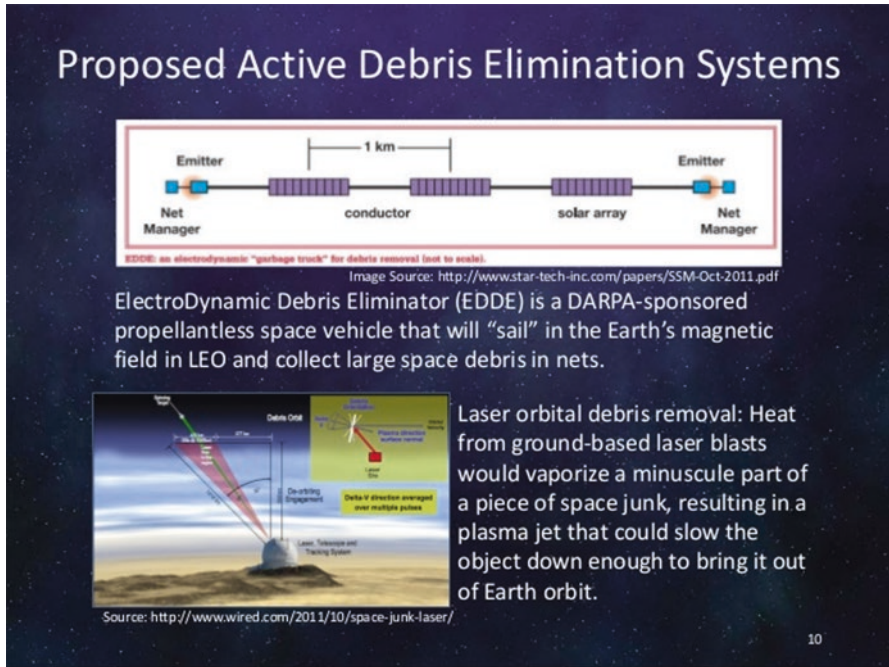 Proposed Active Debris Elimination Systems
1 km
Emitter
Emitter
Net
Manager
conductor
solar array
Net
Manager
EDDE: an electrodynamic "garbage truck" for debris removal (not to scale).
Image Source: http://www.star-tech-inc.com/papers/SSM-Oct-2011.pdf
ElectroDynamic Debris Eliminator (EDDE) is a DARPA-sponsored
propellantless space vehicle that will “sail” in the Earth’s magnetic
field in LEO and collect large space debris in nets.
Debris Orbit
Plasma direction
surface normal
Laser
Site
De-orbiting
Engagement
Delta-V direction averaged
over multiple pulses
Laser, Telescope and
Tracking System
Source: http://www.wired.com/2011/10/space-junk-laser/
Laser orbital debris removal: Heat
from ground-based laser blasts
would vaporize a minuscule part of
a piece of space junk, resulting in a
plasma jet that could slow the
object down enough to bring it out
of Earth orbit.
10